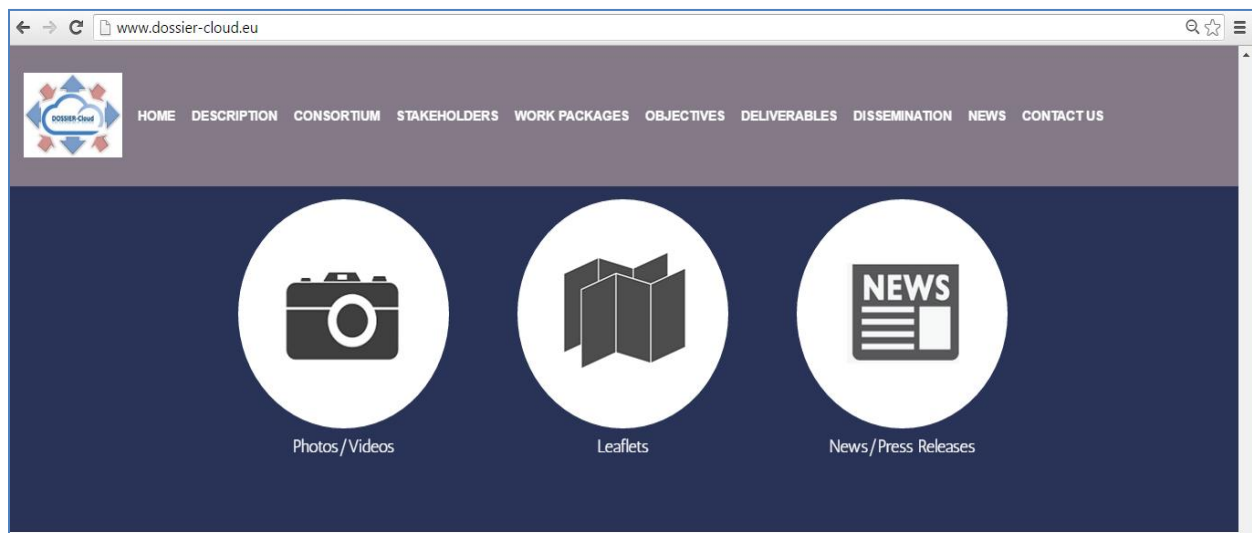 www.dossier-cloud.eu
DOSSIER-Cloud
HOME DESCRIPTION CONSORTIUM STAKEHOLDERS WORK PACKAGES OBJECTIVES DELIVERABLES DISSEMINATION NEWS CONTACT US
NEWS
Photos/Videos Leaflets News/Press Releases